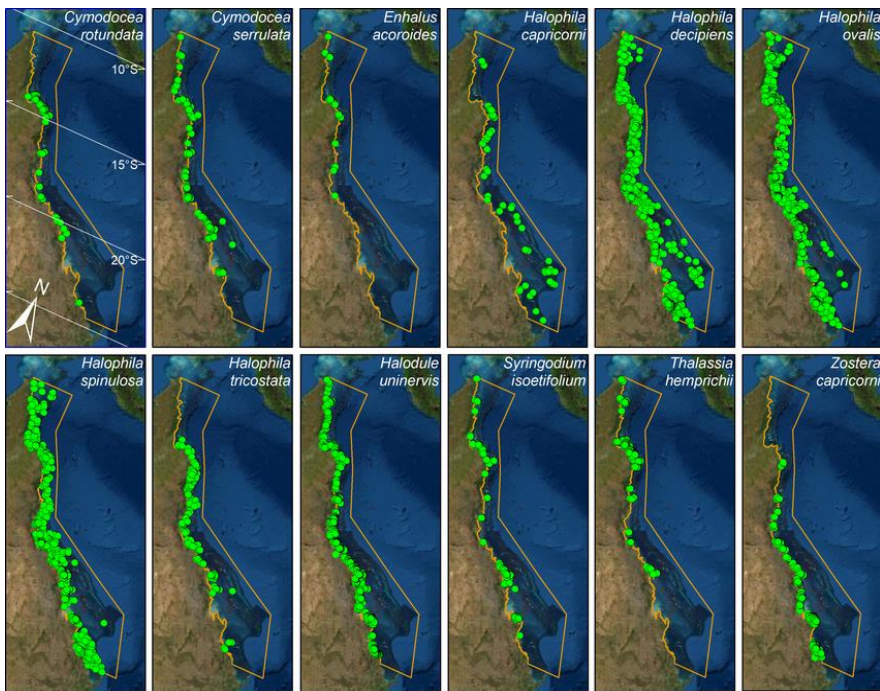 Cymodocea
rotundata
10°S
15°S
20°S
N
Cymodocea
serrulata
Enhalus
acoroides
Halophila
capricorni
Halophila
decipiens
Halophila
ovalis
Halophila
spinulosa
Halophila
tricostata
Halodule
uninervis
Syringodium
isoetifolium
Thalassia
hemprichii
Zostera
capricorni